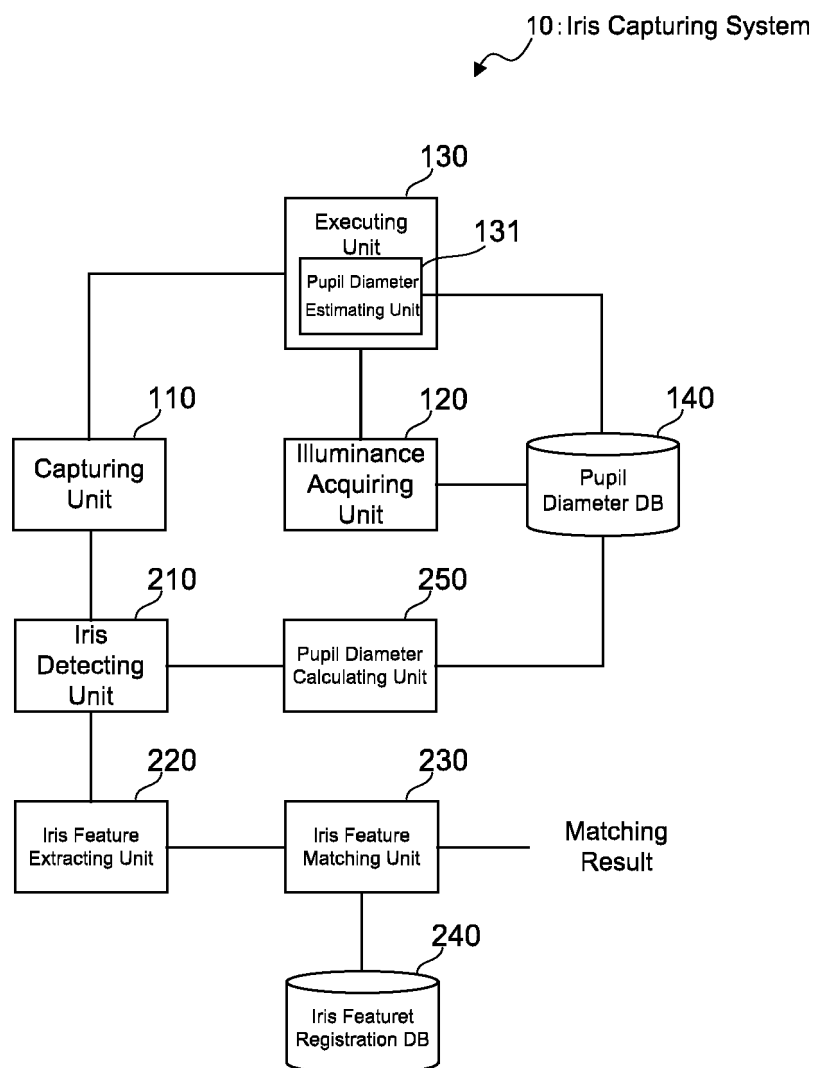 10: Iris Capturing System
130
Executing
Unit
131
Pupil Diameter
Estimating Unit
110
Capturing
Unit
120
Illuminance
Acquiring
Unit
140
Pupil
Diameter DB
210
Iris
Detecting
Unit
250
Pupil Diameter
Calculating Unit
220
Iris Feature
Extracting Unit
230
Iris Feature
Matching Unit
Matching
Result
240
Iris Featuret
Registration DB